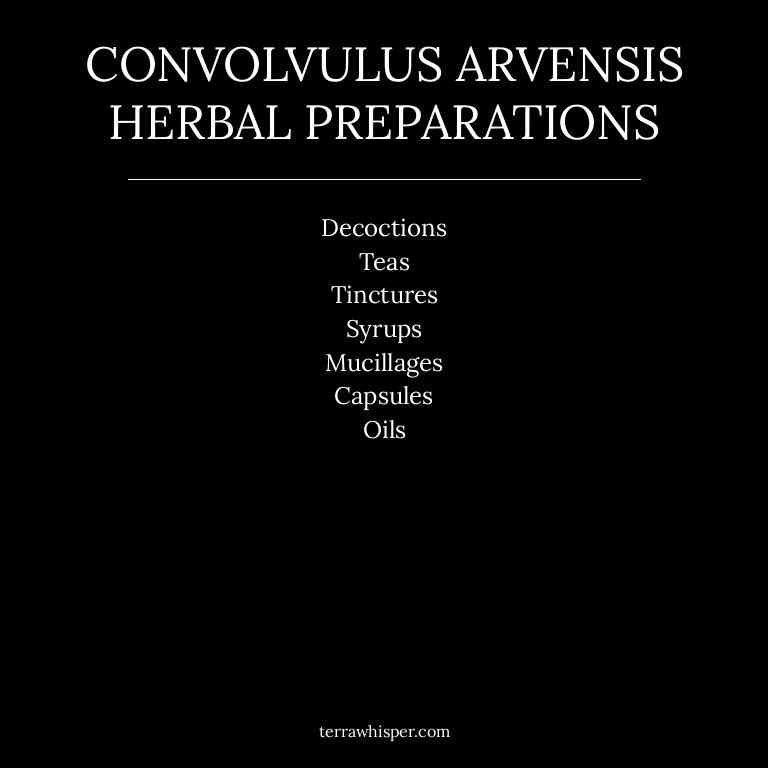 CONVOLVULUS ARVENSIS
HERBAL PREPARATIONS
Decoctions
Teas
Tinctures
Syrups
Mucillages
Capsules
Oils
terrawhisper.com